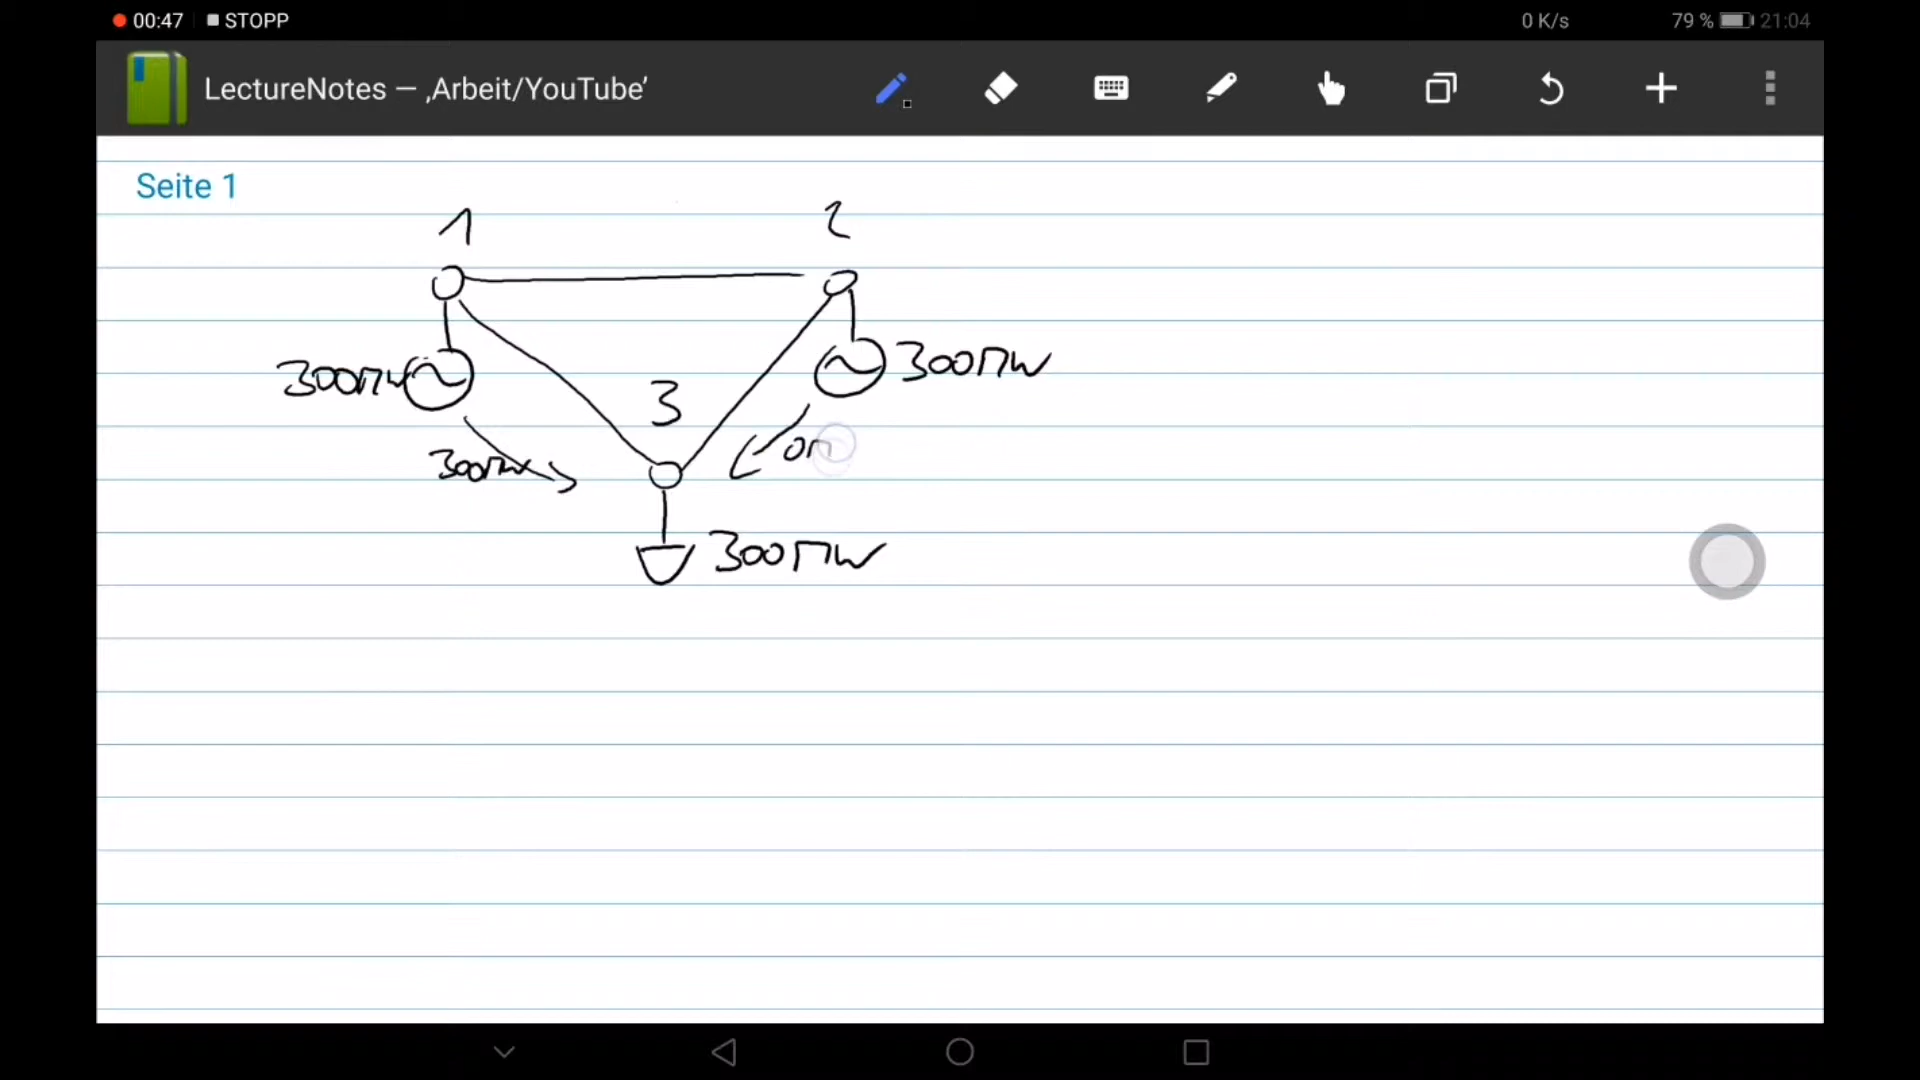 00:47 STOPP 0 K/s 79 % 21:04
LectureNotes — ‚Arbeit/YouTube’
Seite 1
1 2
300MW 300MW
3
300MW 0M
300MW